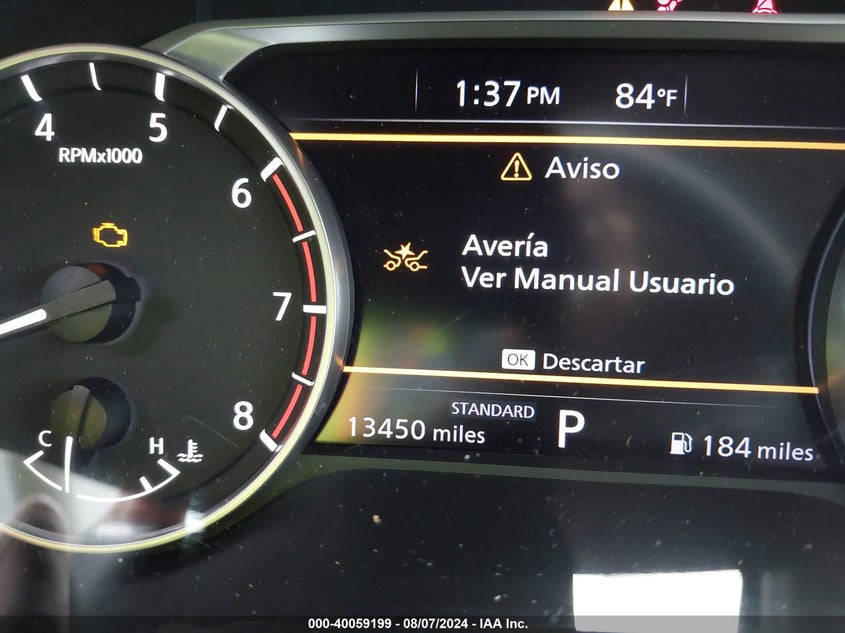 1:37 PM 84°F
4 5
RPMx1000
Aviso
6
Avería
Ver Manual Usuario
7
OK Descartar
8
STANDARD
13450 miles P 184 miles
C H
000-40059199 - 08/07/2024 - IAA Inc.